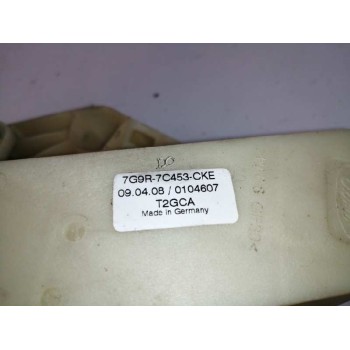 7G9R-7C453-CKE
09.04.08 / 0104607
T2GCA
Made in Germany